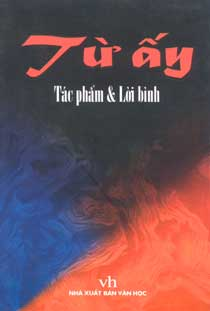 Từ ấy
Tác phẩm & Lời bình
vh
NHÀ XUẤT BẢN VĂN HỌC